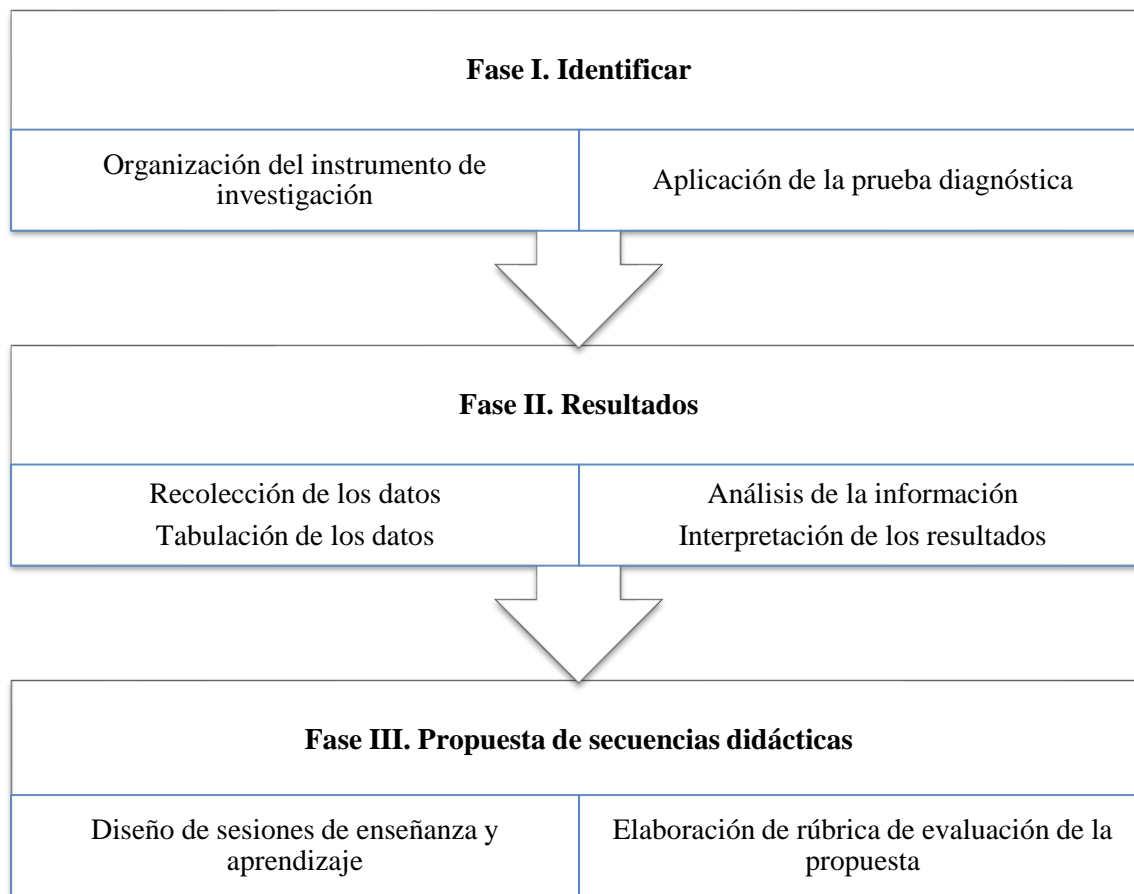 Fase I. Identificar
Organización del instrumento de
investigación
Aplicación de la prueba diagnóstica
Fase II. Resultados
Recolección de los datos
Tabulación de los datos
Análisis de la información
Interpretación de los resultados
Fase III. Propuesta de secuencias didácticas
Diseño de sesiones de enseñanza y
aprendizaje
Elaboración de rúbrica de evaluación de la
propuesta